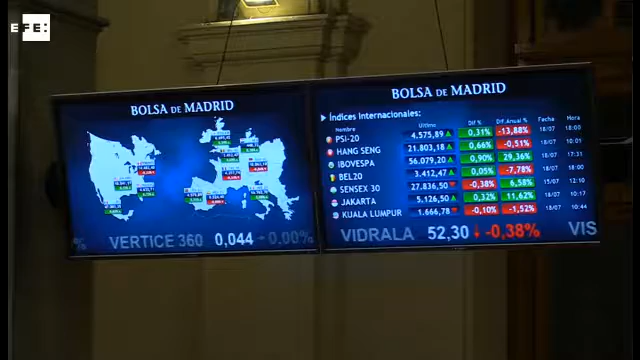 EFE:
BOLSA DE MADRID
VERTICE 360 0,044 0,00%
BOLSA DE MADRID
Índices Internacionales:
Nombre Último Dif % Dif. Anual % Fecha Hora
PSI-20 4.575,89 0,31% -13,88% 18/07 18:00
HANG SENG 21.803,18 0,66% -0,51% 18/07 10:01
IBOVESPA 56.079,20 0,90% 29,36% 18/07 17:31
BEL20 3.412,47 0,05% -7,78% 18/07 18:05
SENSEX 30 27.836,50 -0,38% 6,58% 15/07 12:10
JAKARTA 5.126,50 0,32% 11,62% 18/07 10:17
KUALA LUMPUR 1.666,78 -0,10% -1,52% 18/07 10:44
VIDRALA 52,30 -0,38% VIS